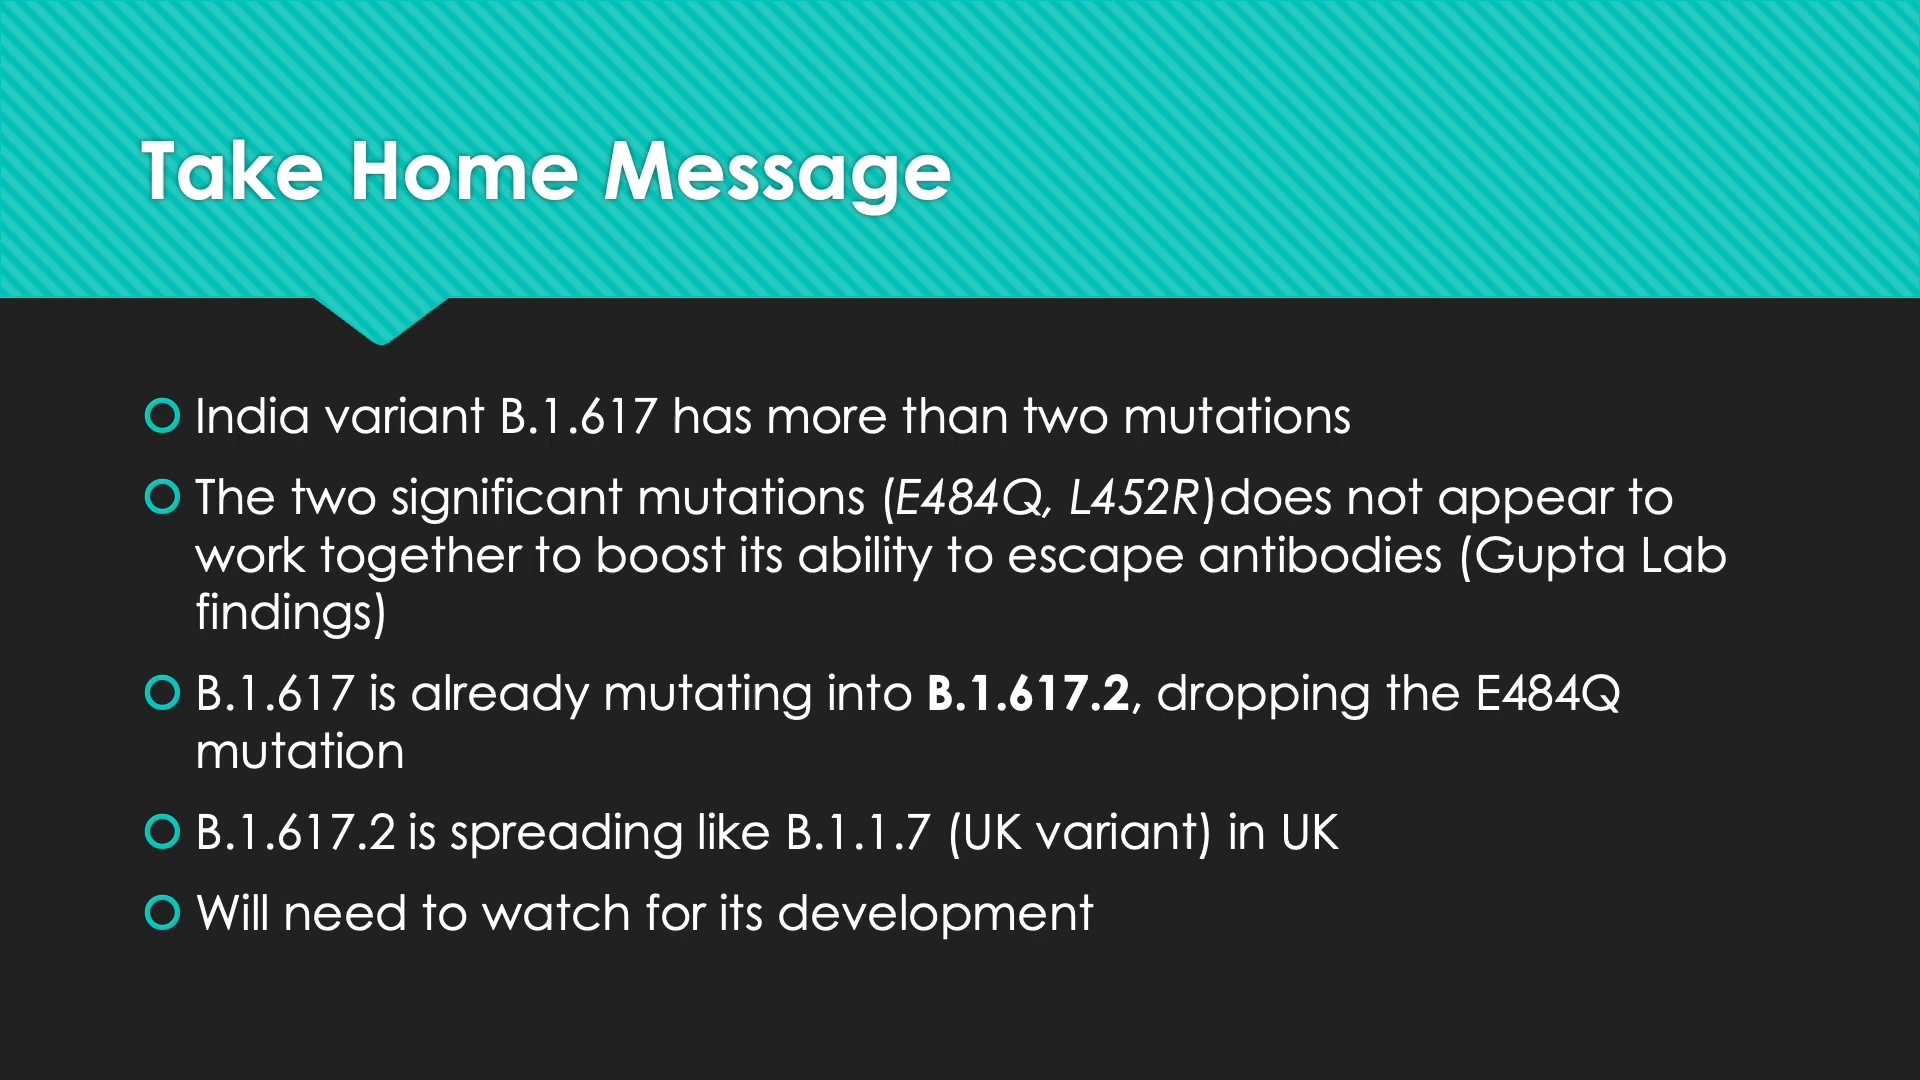 Take Home Message
India variant B.1.617 has more than two mutations
The two significant mutations (E484Q, L452R)does not appear to
work together to boost its ability to escape antibodies (Gupta Lab
findings)
B.1.617 is already mutating into B.1.617.2, dropping the E484Q
mutation
B.1.617.2 is spreading like B.1.1.7 (UK variant) in UK
Will need to watch for its development